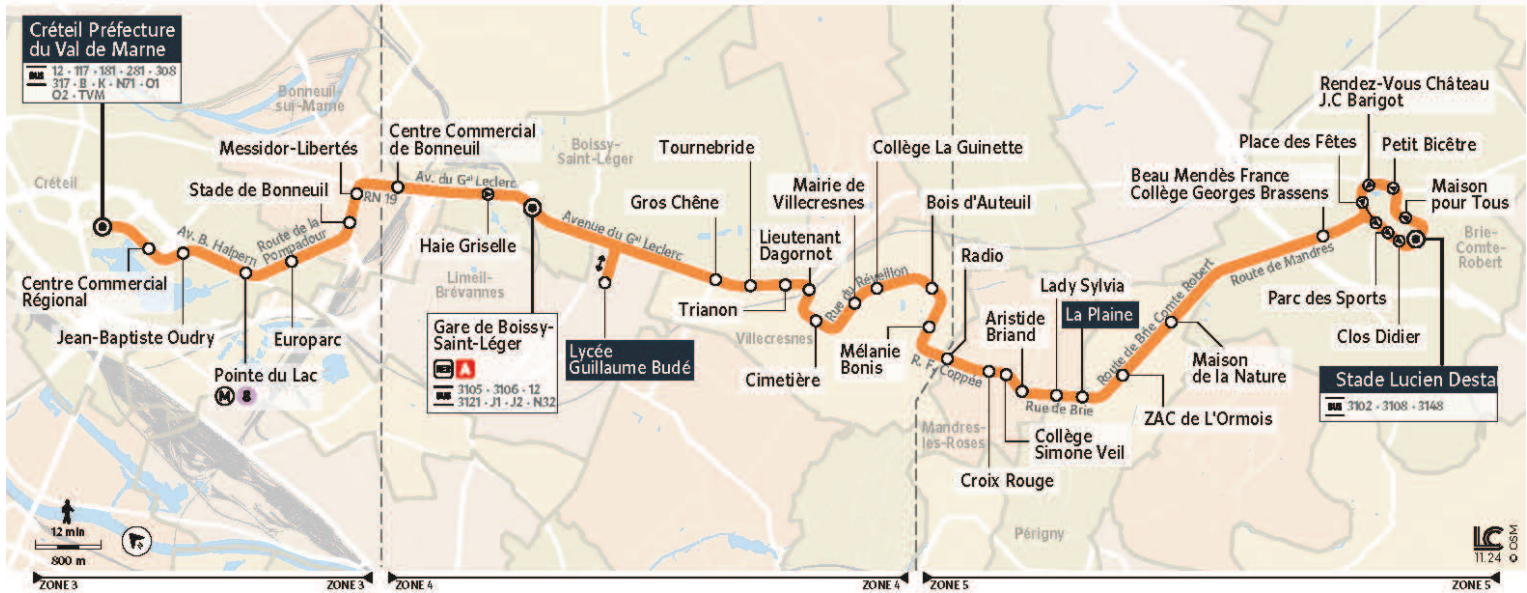 Créteil Préfecture
du Val de Marne
BUS
12 · 117 · 181 · 281 · 308
317 · B · K · N71 · O1
O2 · TVM
Créteil
Centre Commercial
Régional
Jean-Baptiste Oudry
Av. B. Halpern
Pointe du Lac
M 8
Europarc
Route de la
Pompadour
Stade de Bonneuil
Messidor-Libertés
RN 19
Bonneuil
sur-Marne
Centre Commercial
de Bonneuil
Av. du Gal Leclerc
Haie Griselle
Boissy-
Saint-Léger
Limeil-
Brévannes
Gare de Boissy-
Saint-Léger
RER A
BUS
3105 · 3106 · 12
3121 · J1 · J2 · N32
Avenue du Gal Leclerc
Lycée
Guillaume Budé
Gros Chêne
Tournebride
Trianon
Lieutenant
Dagornot
Villecresnes
Cimetière
Mairie de
Villecresnes
Rue du Réveillon
Collège La Guinette
Bois d'Auteuil
Mélanie
Bonis
Radio
R. F. Coppée
Mandres-
les-Roses
Croix Rouge
Collège
Simone Veil
Aristide
Briand
Rue de Brie
Lady Sylvia
La Plaine
Périgny
ZAC de L'Ormois
Route de Brie Comte Robert
Maison
de la Nature
Route de Mandres
Beau Mendès France
Collège Georges Brassens
Place des Fêtes
Rendez-Vous Château
J.C Barigot
Petit Bicêtre
Maison
pour Tous
Brie-
Comte-
Robert
Parc des Sports
Clos Didier
Stade Lucien Desta
BUS
3102 · 3108 · 3148
12 min
800 m
LC
11.24
© OSM
ZONE 3
ZONE 3
ZONE 4
ZONE 4
ZONE 5
ZONE 5